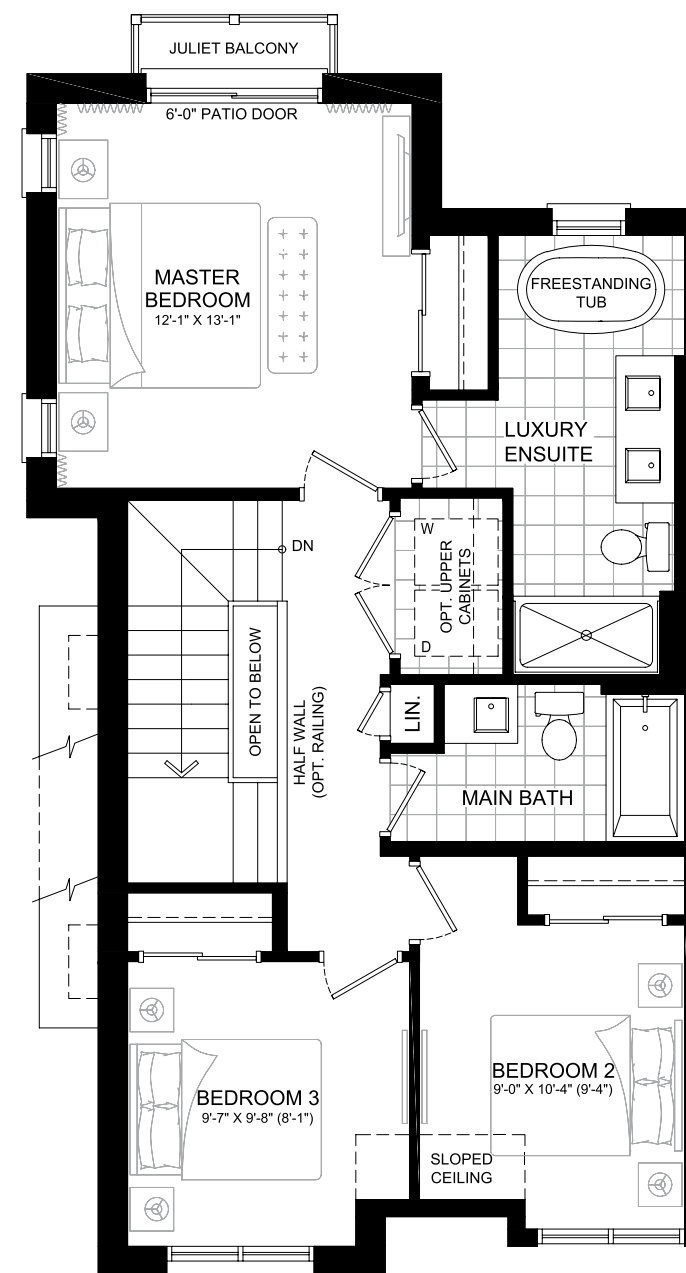 JULIET BALCONY
6'-0" PATIO DOOR
MASTER
BEDROOM
12'-1" X 13'-1"
FREESTANDING
TUB
LUXURY
ENSUITE
DN
W
OPT. UPPER
CABINETS
D
OPEN TO BELOW
HALF WALL
(OPT. RAILING)
LIN.
MAIN BATH
BEDROOM 3
9'-7" X 9'-8" (8'-1")
BEDROOM 2
9'-0" X 10'-4" (9'-4")
SLOPED
CEILING